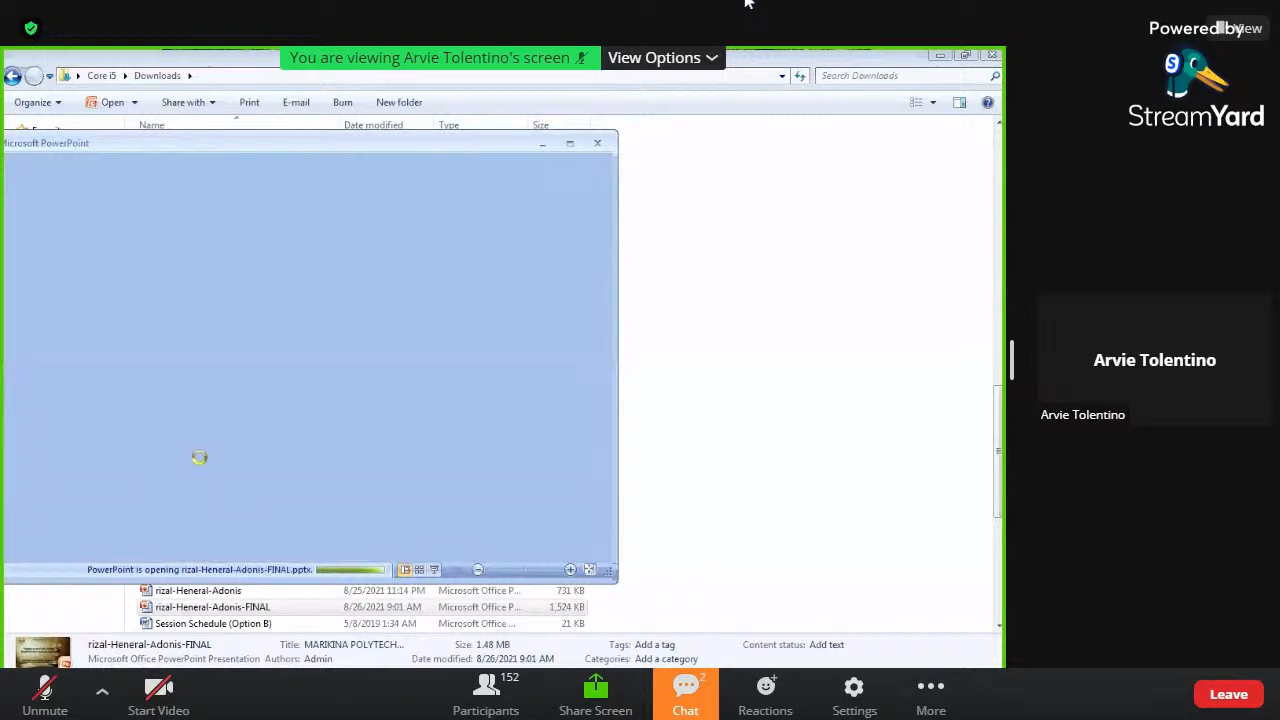 Powered by
View
You are viewing Arvie Tolentino's screen
View Options
StreamYard
Core i5
Downloads
Search Downloads
Organize
Open
Share with
Print
E-mail
Burn
New folder
Name
Date modified
Type
Size
Microsoft PowerPoint
Arvie Tolentino
Arvie Tolentino
PowerPoint is opening rizal-Heneral-Adonis-FINAL.pptx.
rizal-Heneral-Adonis 8/25/2021 11:14 PM Microsoft Office P... 731 KB
rizal-Heneral-Adonis-FINAL 8/26/2021 9:01 AM Microsoft Office P... 1,524 KB
Session Schedule (Option B) 5/8/2019 1:34 AM Microsoft Office ... 21 KB
rizal-Heneral-Adonis-FINAL Title: MARIKINA POLYTECH... Size: 1.48 MB Tags: Add a tag Content status: Add text
Microsoft Office PowerPoint Presentation Authors: Admin Date modified: 8/26/2021 9:01 AM Categories: Add a category
152
2
Unmute
Start Video
Participants
Share Screen
Chat
Reactions
Settings
More
Leave